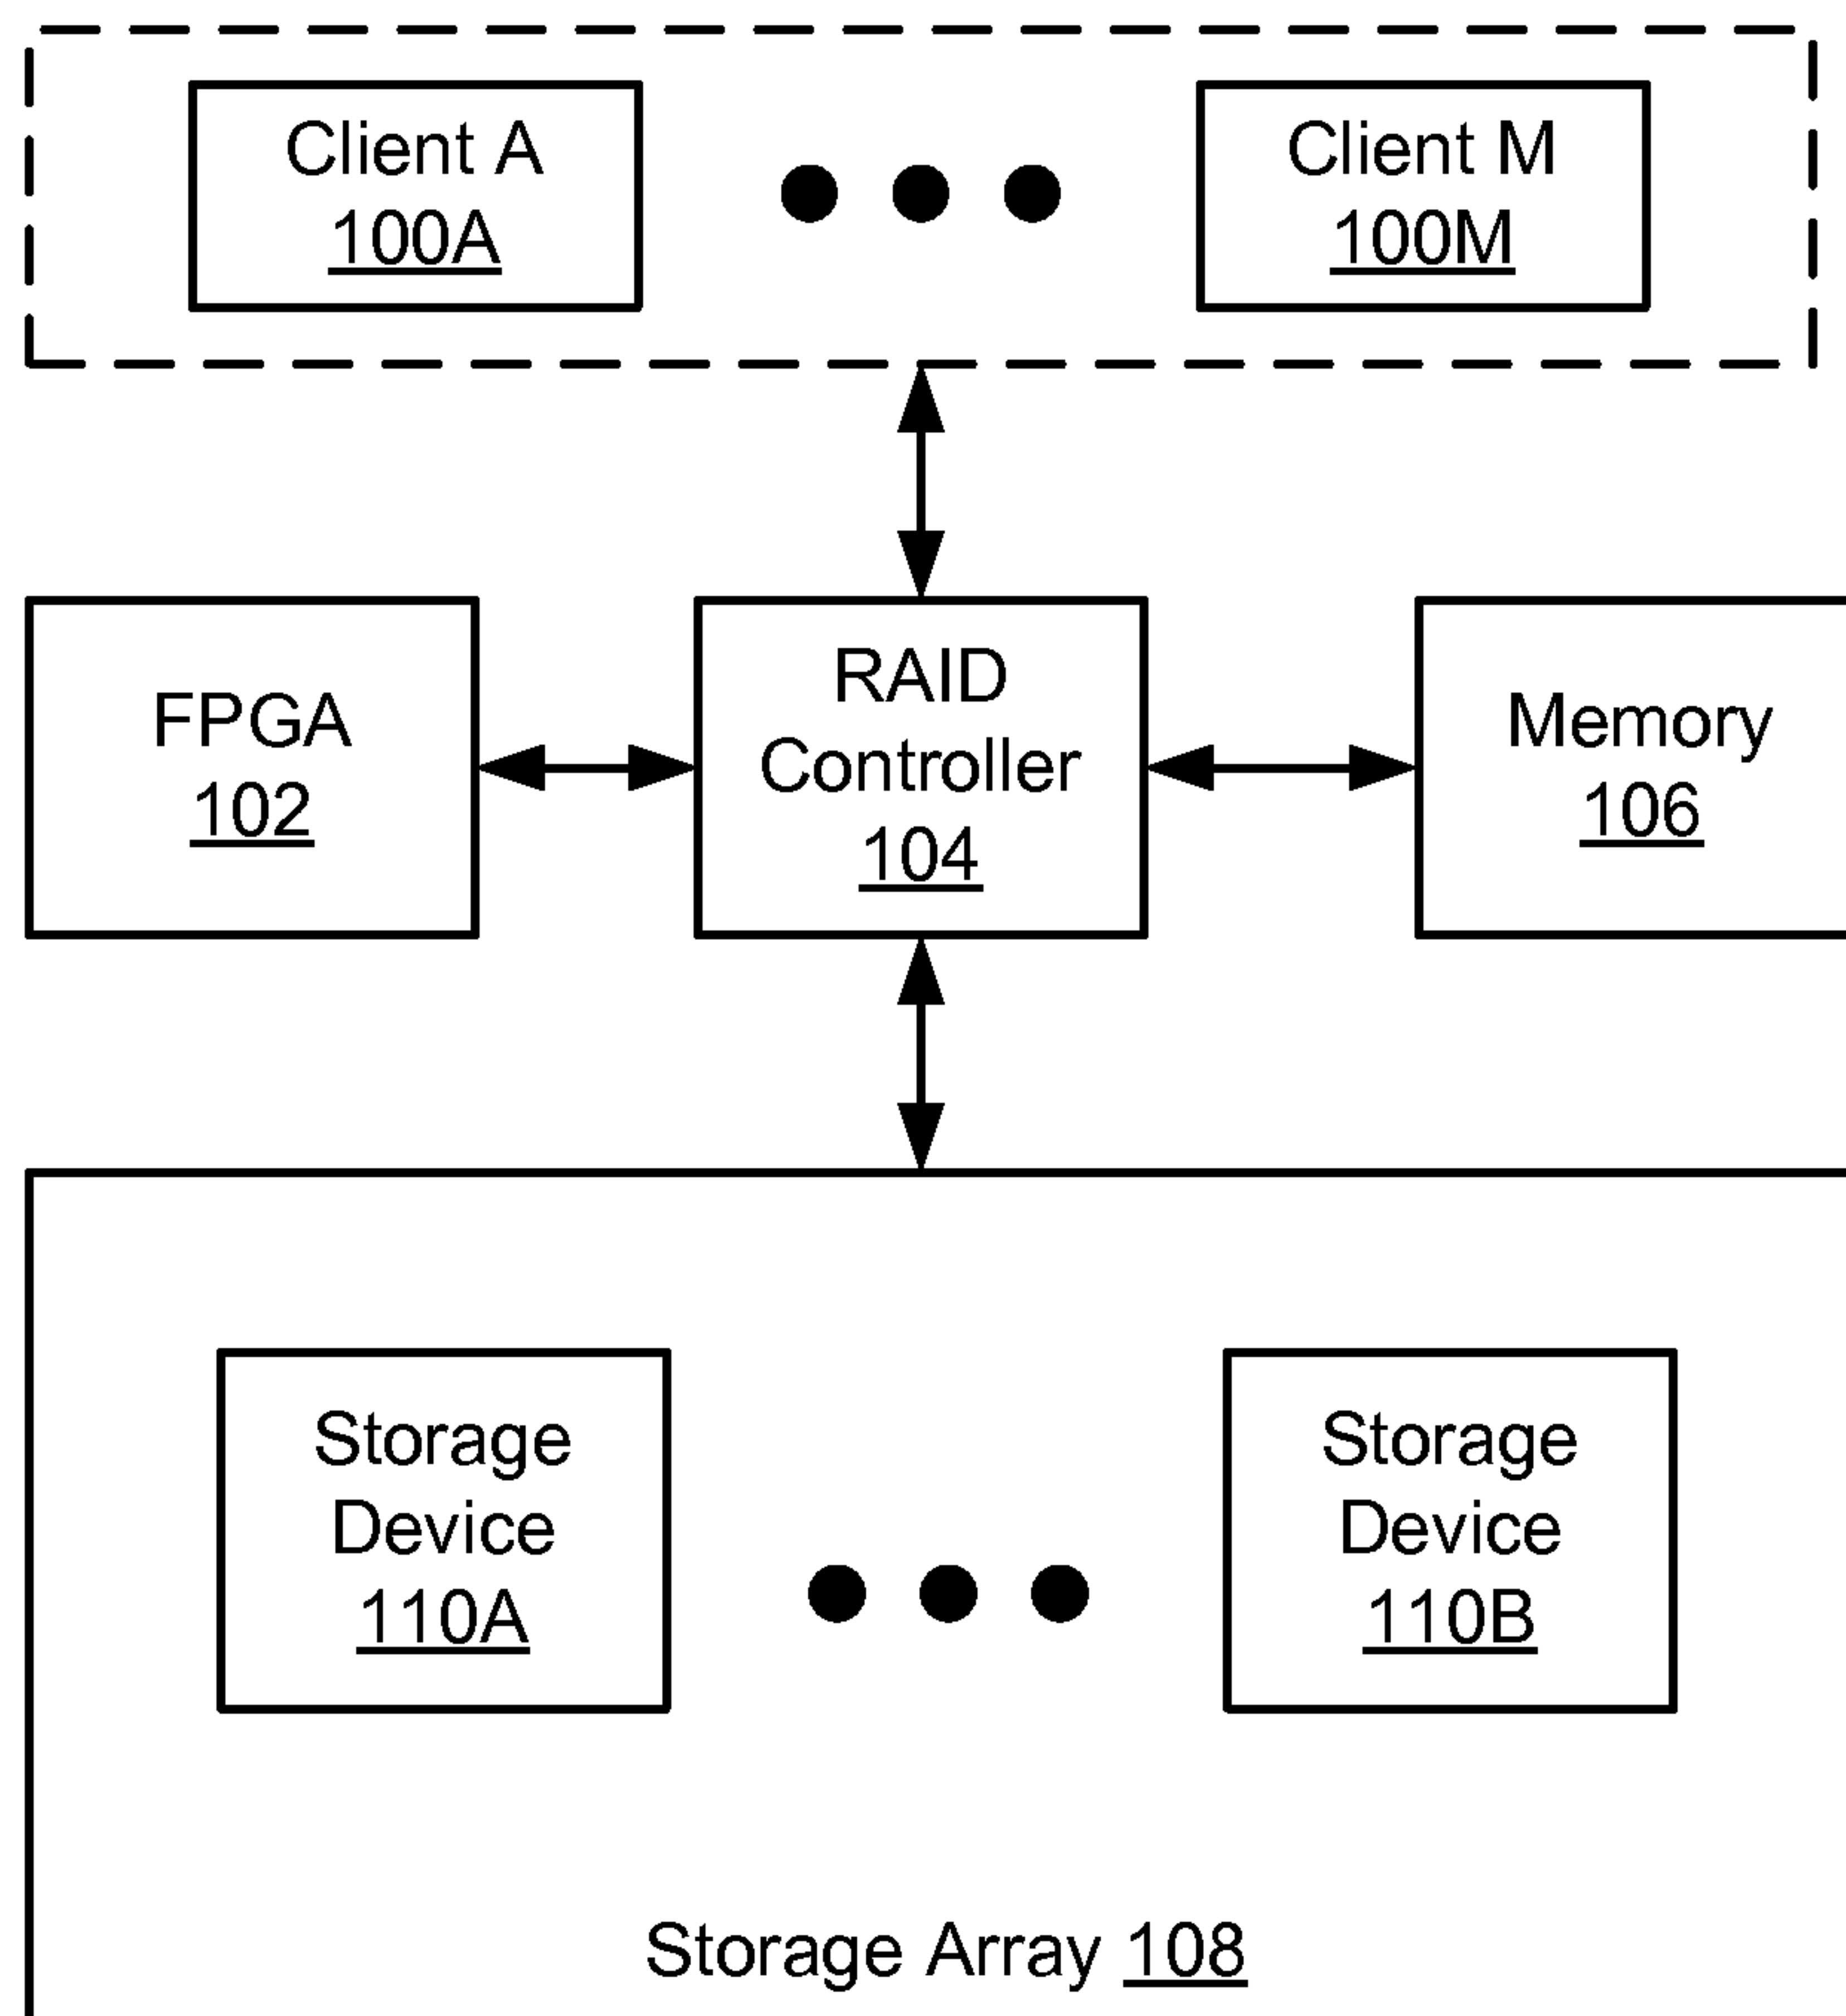 Client A
100A
Client M
100M
FPGA
102
RAID
Controller
104
Memory
106
Storage
Device
110A
Storage
Device
110B
Storage Array 108